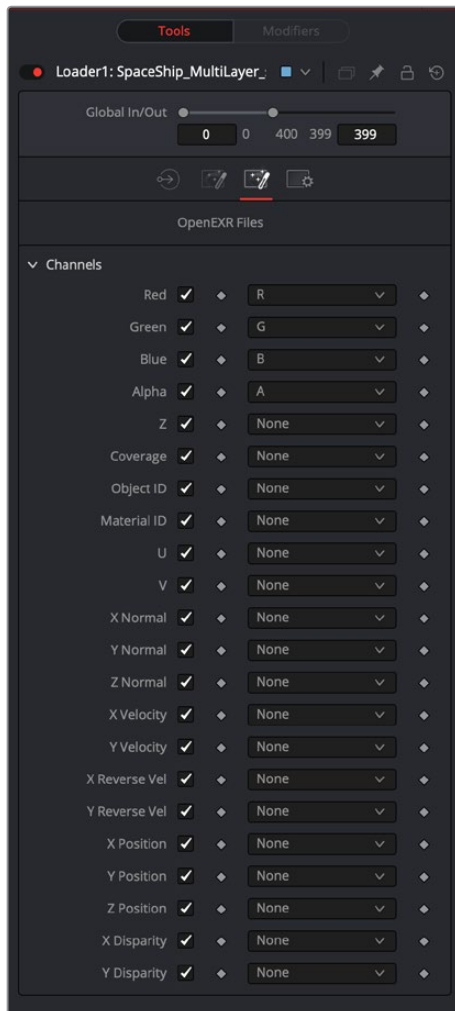 Tools Modifiers
Loader1: SpaceShip_MultiLayer_
Global In/Out
0 0 400 399 399
OpenEXR Files
Channels
Red R
Green G
Blue B
Alpha A
Z None
Coverage None
Object ID None
Material ID None
U None
V None
X Normal None
Y Normal None
Z Normal None
X Velocity None
Y Velocity None
X Reverse Vel None
Y Reverse Vel None
X Position None
Y Position None
Z Position None
X Disparity None
Y Disparity None